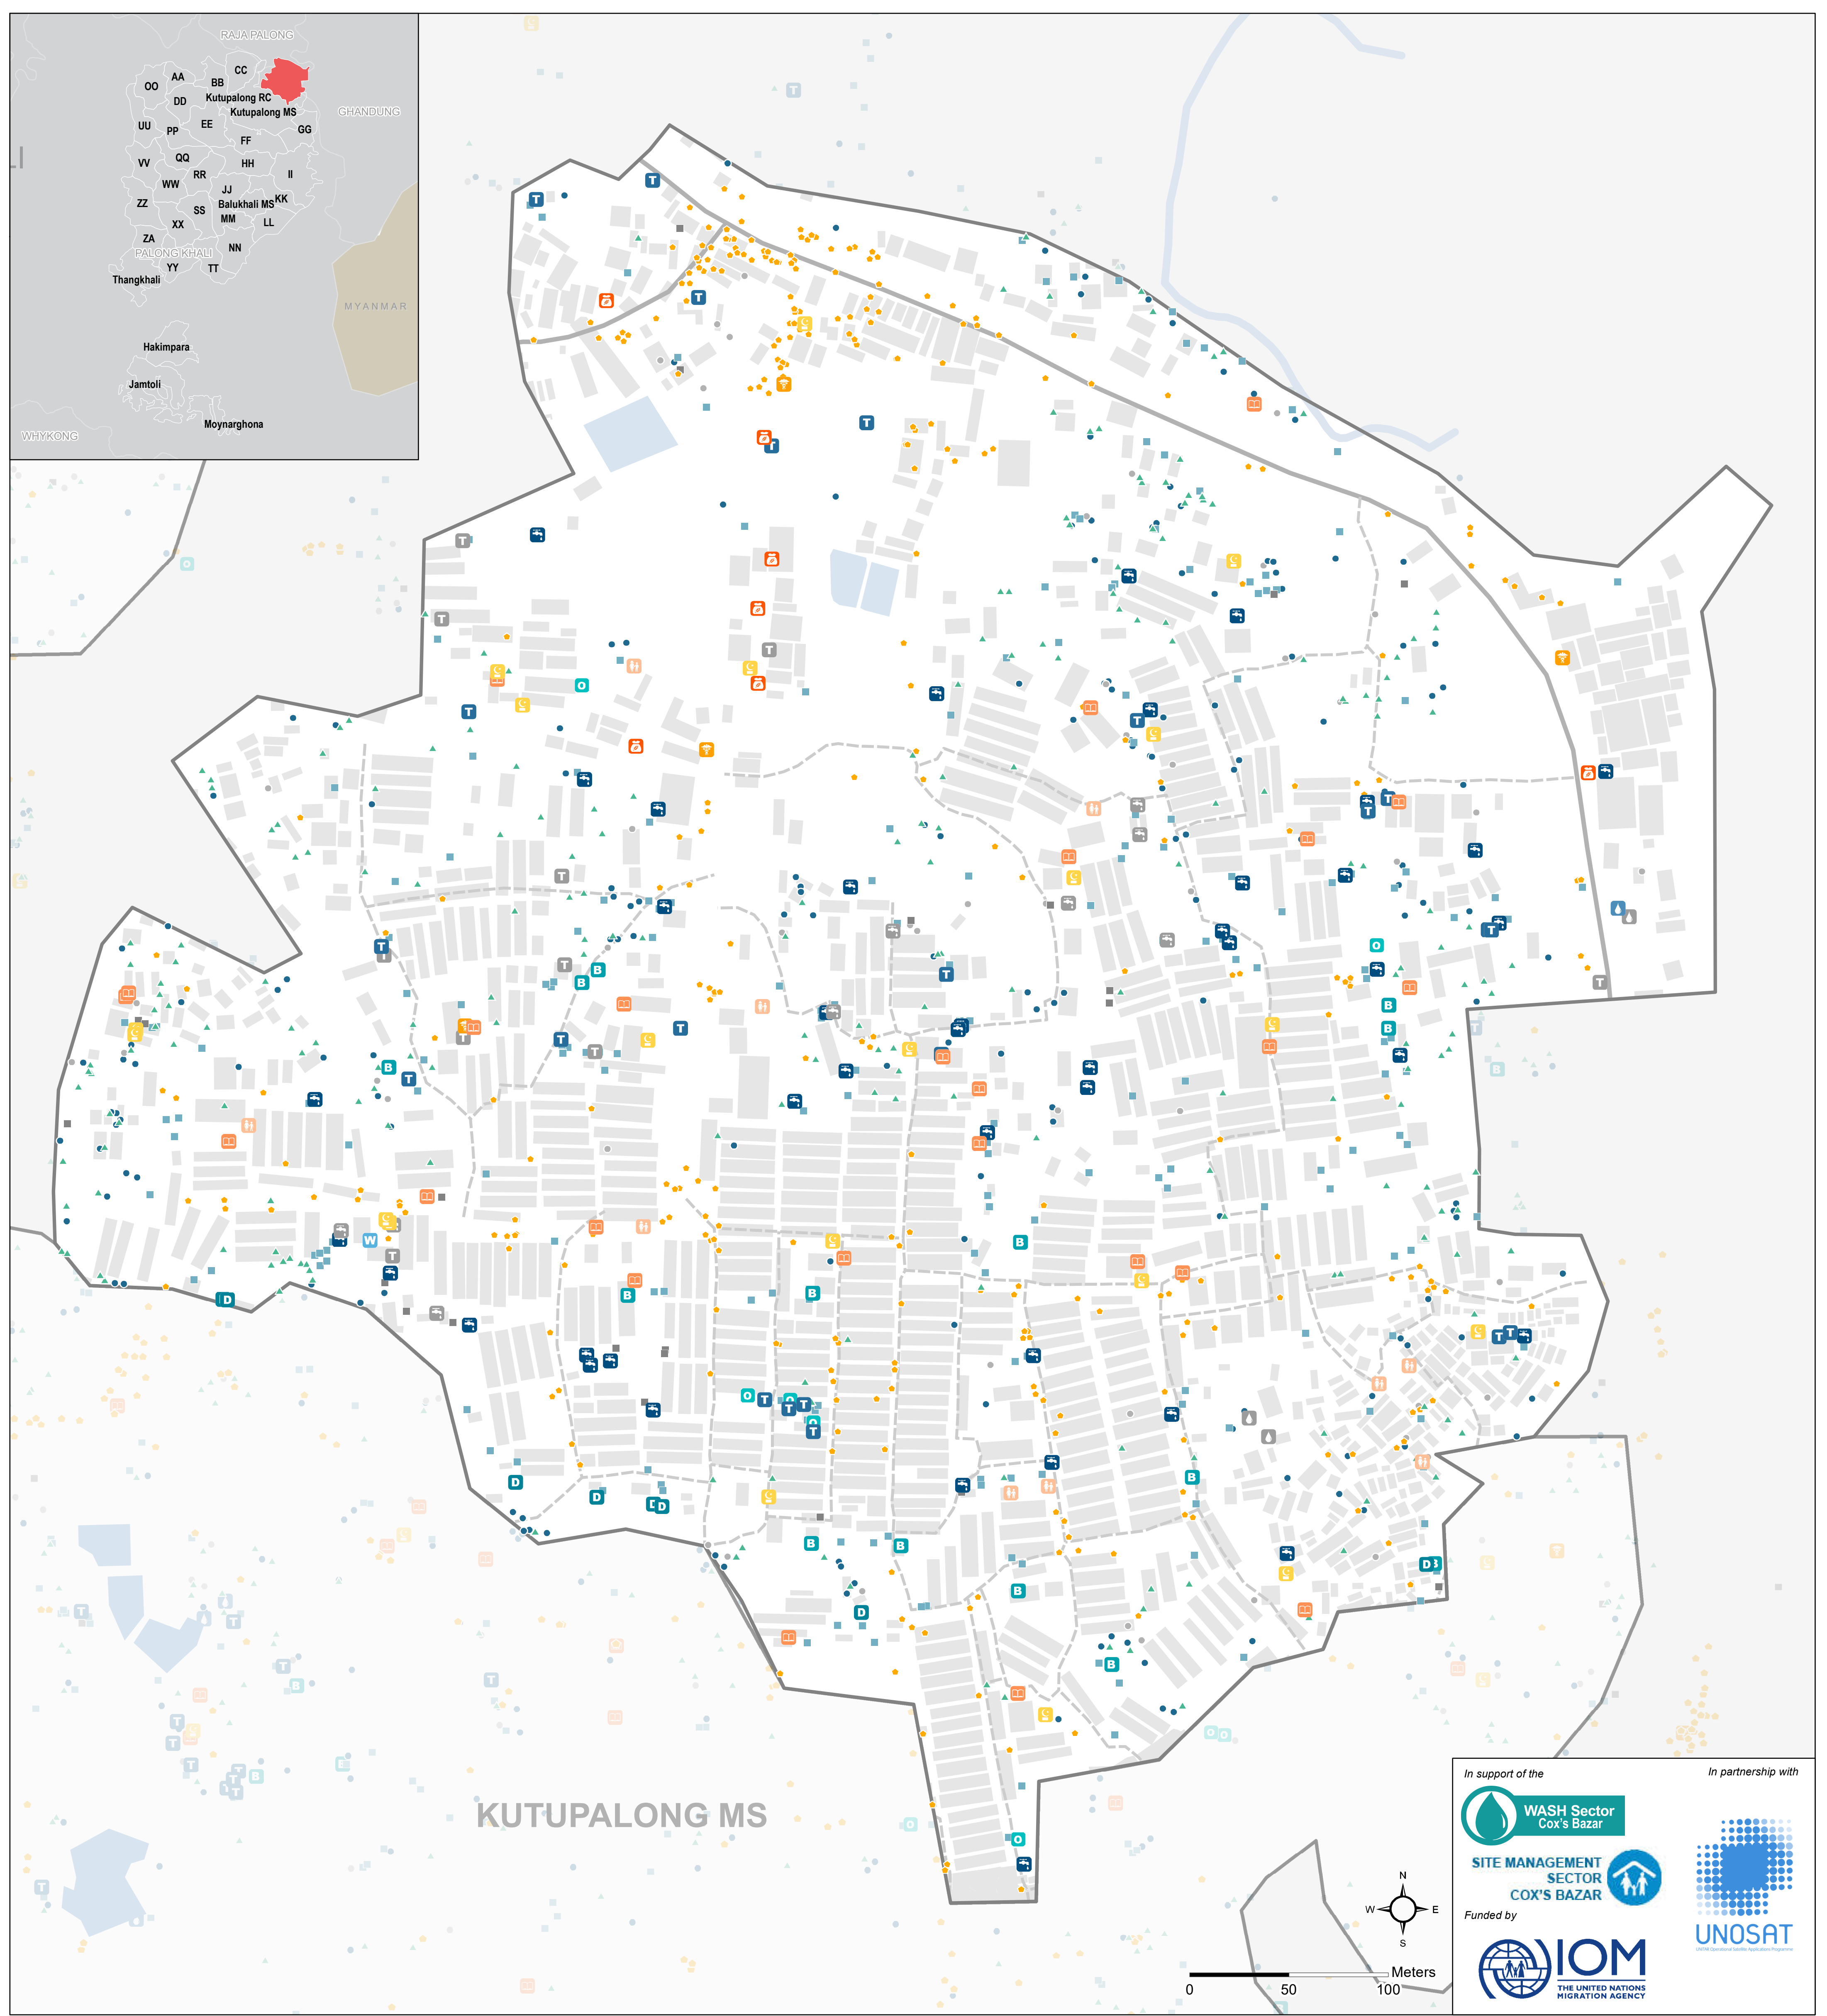 RAJA PALONG
CC
AA
BB
OO
Kutupalong RC
DD
Kutupalong MS
GHANDUNG
EE
UU
PP
GG
FF
QQ
VV
HH
RR
II
WW
JJ
KK
ZZ
Balukhali MS
SS
MM
LL
XX
ZA
NN
PALONG KHALI
YY
TT
Thangkhali
MYANMAR
Hakimpara
Jamtoli
Moynarghona
WHYKONG
KUTUPALONG MS
In support of the
In partnership with
WASH Sector
Cox's Bazar
SITE MANAGEMENT
SECTOR
COX'S BAZAR
Funded by
UNOSAT
IOM
THE UNITED NATIONS
MIGRATION AGENCY
N
W
E
S
Meters
0
50
100